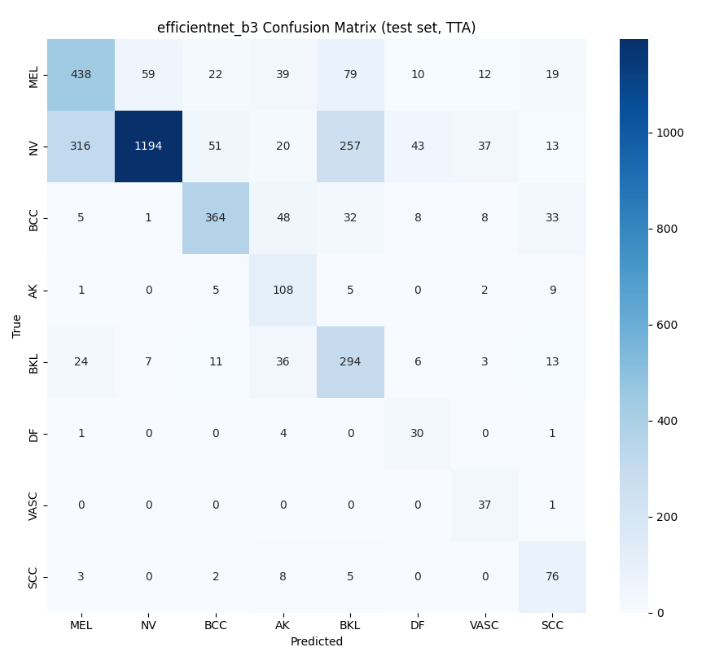 efficientnet_b3 Confusion Matrix (test set, TTA)
MEL 438 59 22 39 79 10 12 19
NV 316 1194 51 20 257 43 37 13
BCC 5 1 364 48 32 8 8 33
AK 1 0 5 108 5 0 2 9
BKL 24 7 11 36 294 6 3 13
DF 1 0 0 4 0 30 0 1
VASC 0 0 0 0 0 0 37 1
SCC 3 0 2 8 5 0 0 76
MEL NV BCC AK BKL DF VASC SCC
Predicted
True
1000
800
600
400
200
0